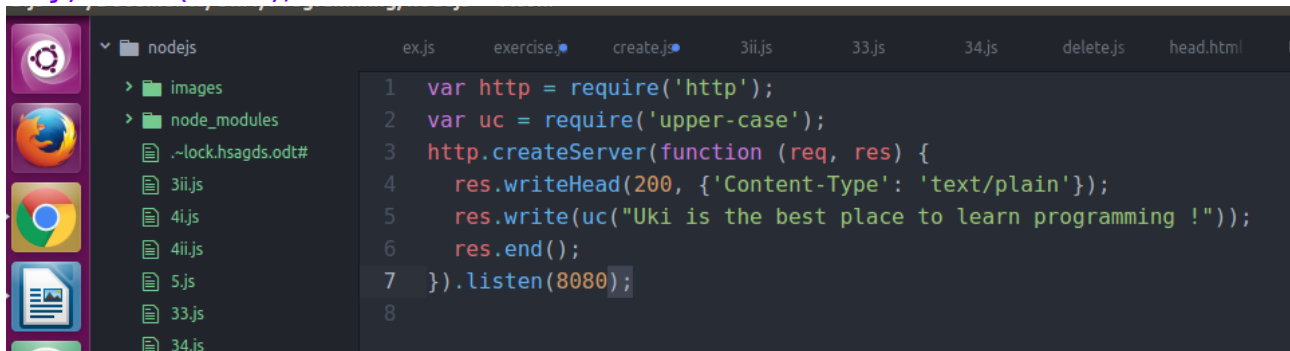 nodejs
ex.js exercise.j create.js 3ii.js 33.js 34.js delete.js head.html
images
node_modules
.~lock.hsagds.odt#
3ii.js
4i.js
4ii.js
5.js
33.js
34.js
1 var http = require('http');
2 var uc = require('upper-case');
3 http.createServer(function (req, res) {
4 res.writeHead(200, {'Content-Type': 'text/plain'});
5 res.write(uc("Uki is the best place to learn programming !"));
6 res.end();
7 }).listen(8080);
8